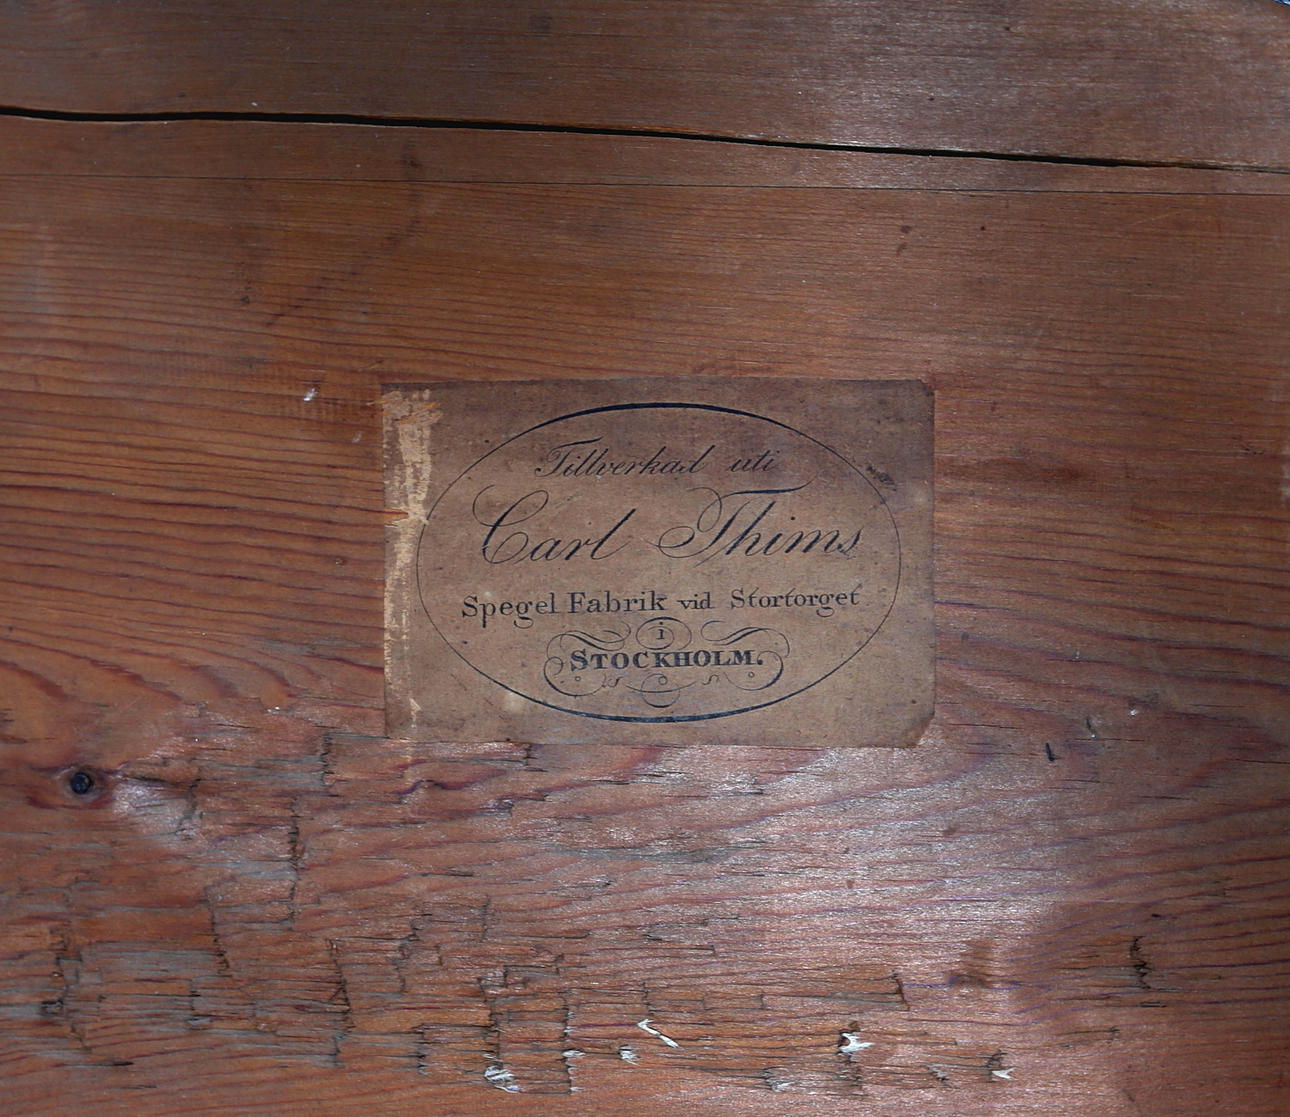 Tillverkad uti
Carl Thims
Spegel Fabrik vid Stortorget
i
STOCKHOLM.